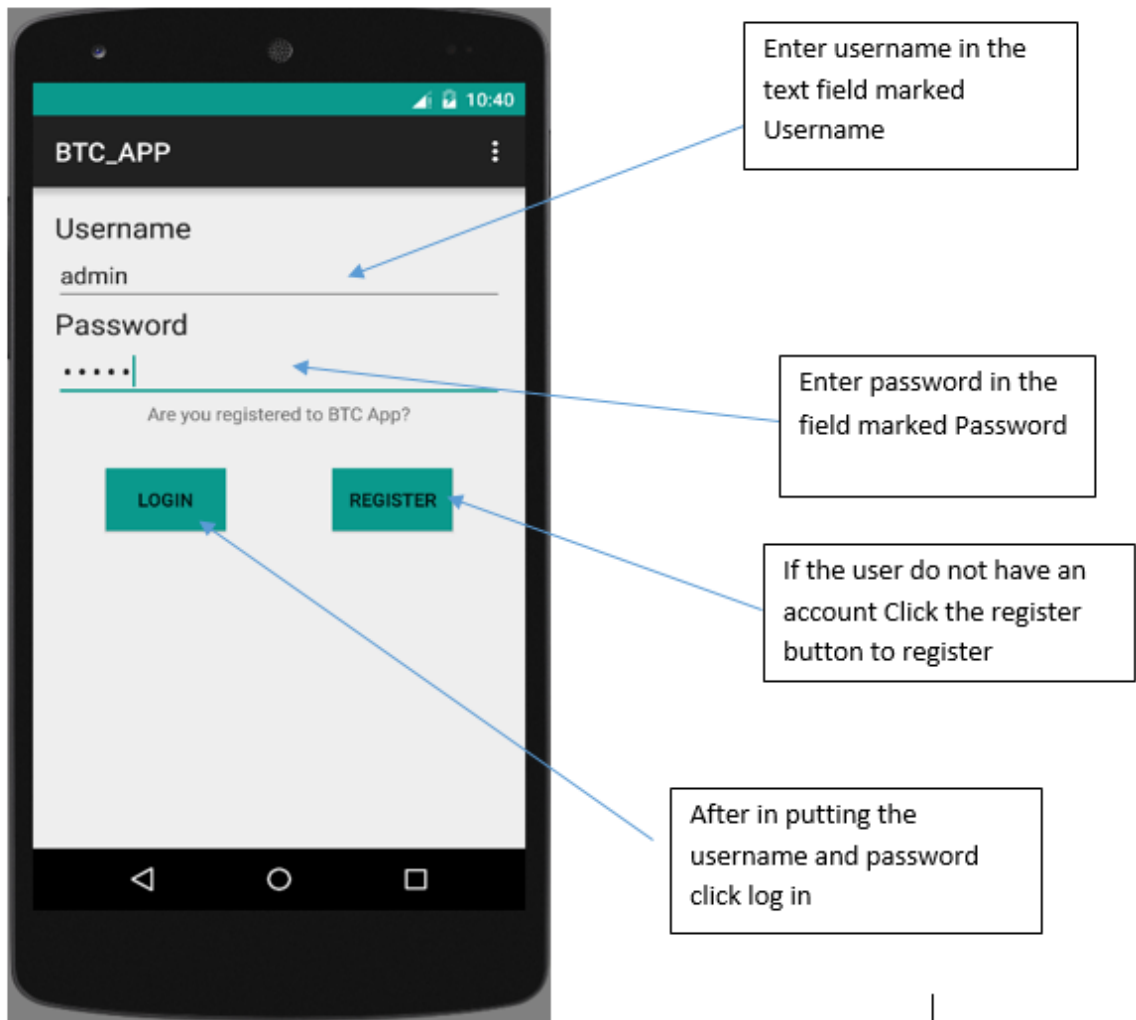 10:40
BTC_APP
Username
admin
Password
•••••
Are you registered to BTC App?
LOGIN
REGISTER
Enter username in the
text field marked
Username
Enter password in the
field marked Password
If the user do not have an
account Click the register
button to register
After in putting the
username and password
click log in